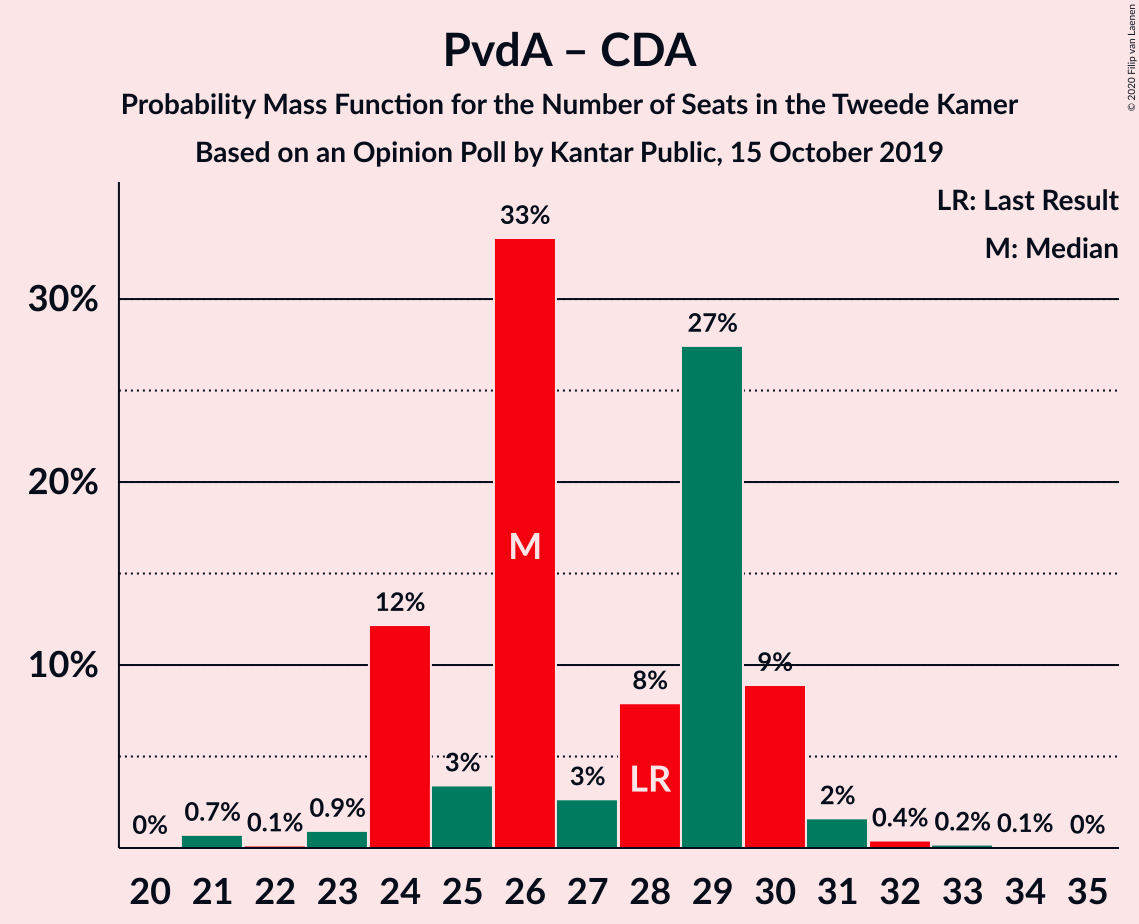 PvdA – CDA
Probability Mass Function for the Number of Seats in the Tweede Kamer
Based on an Opinion Poll by Kantar Public, 15 October 2019
© 2020 Filip van Laenen
LR: Last Result
M: Median
30%
20%
10%
0%
0.7%
0.1%
0.9%
12%
3%
33%
M
3%
8%
LR
27%
9%
2%
0.4%
0.2%
0.1%
0%
20 21 22 23 24 25 26 27 28 29 30 31 32 33 34 35